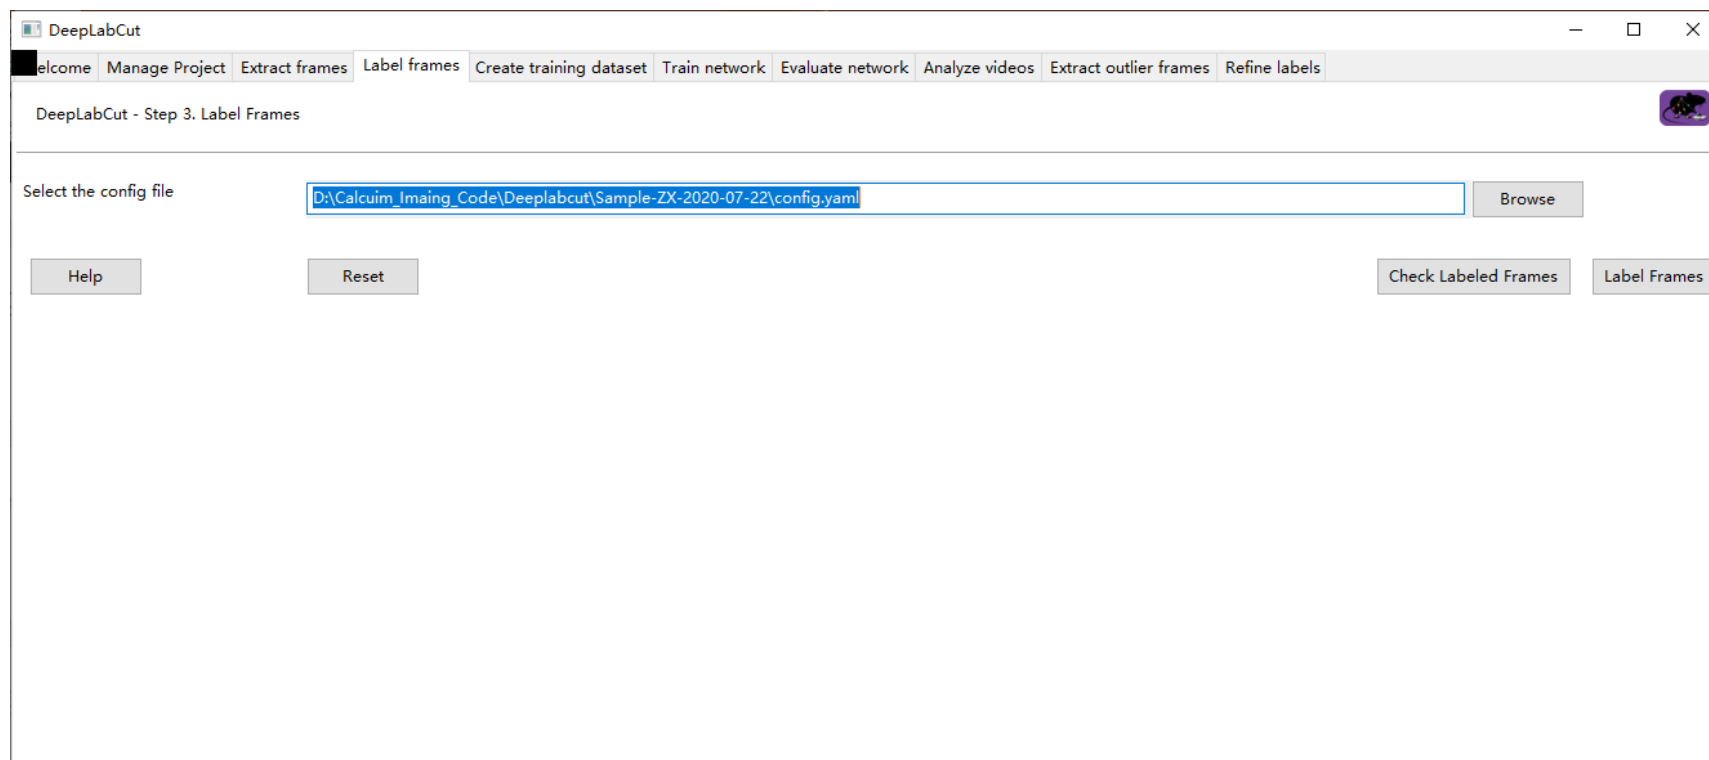 DeepLabCut
elcome Manage Project Extract frames Label frames Create training dataset Train network Evaluate network Analyze videos Extract outlier frames Refine labels
DeepLabCut - Step 3. Label Frames
Select the config file D:\Calcuim_Imaing_Code\Deeplabcut\Sample-ZX-2020-07-22\config.yaml Browse
Help Reset Check Labeled Frames Label Frames